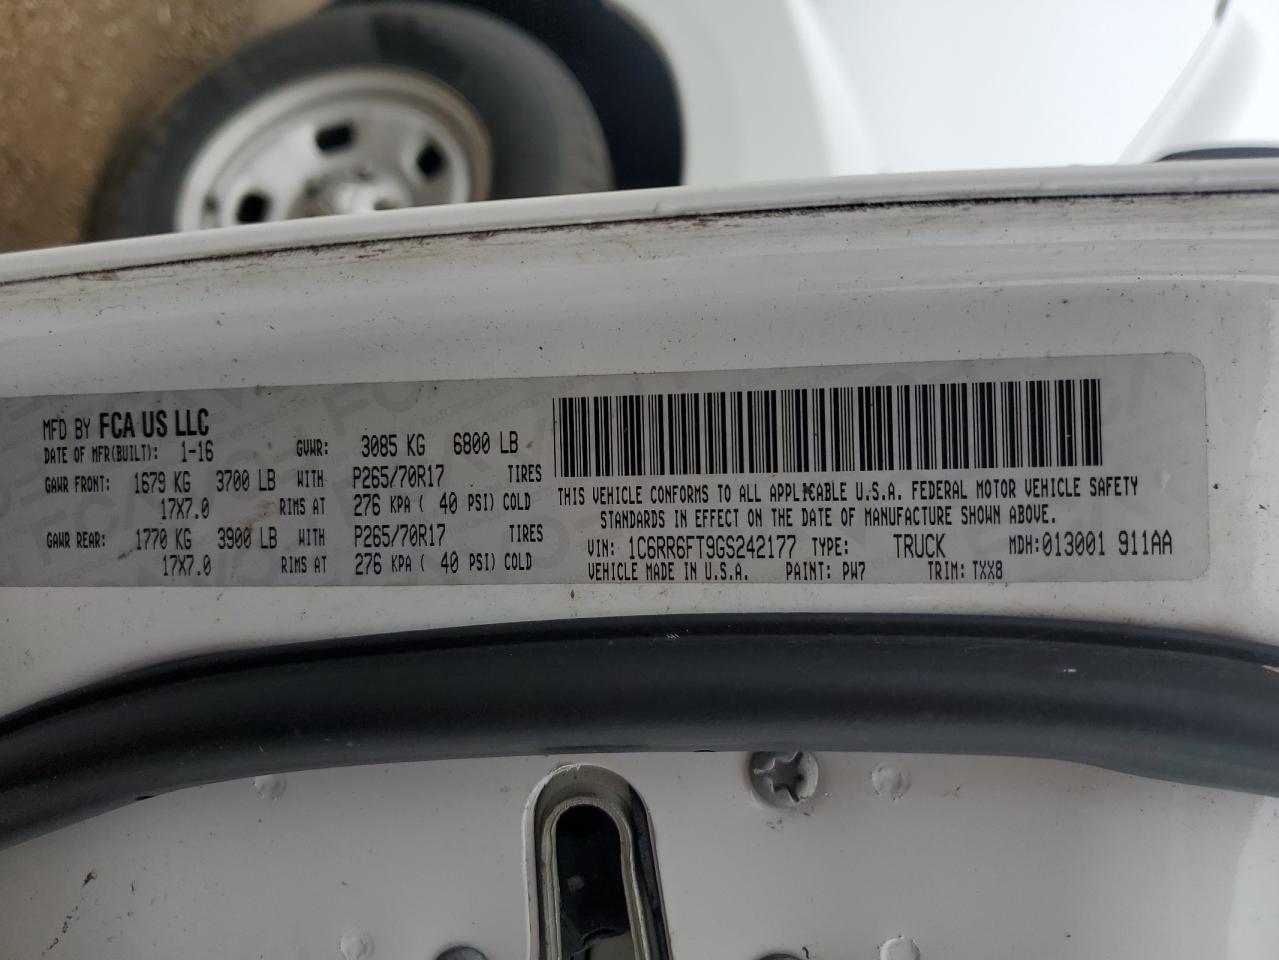 MFD BY FCA US LLC
DATE OF MFR(BUILT): 1-16 GVWR: 3085 KG 6800 LB
GAWR FRONT: 1679 KG 3700 LB WITH P265/70R17 TIRES
17X7.0 RIMS AT 276 KPA ( 40 PSI) COLD
GAWR REAR: 1770 KG 3900 LB WITH P265/70R17 TIRES
17X7.0 RIMS AT 276 KPA ( 40 PSI) COLD
THIS VEHICLE CONFORMS TO ALL APPLICABLE U.S.A. FEDERAL MOTOR VEHICLE SAFETY
STANDARDS IN EFFECT ON THE DATE OF MANUFACTURE SHOWN ABOVE.
VIN: 1C6RR6FT9GS242177 TYPE: TRUCK MDH:013001 911AA
VEHICLE MADE IN U.S.A. PAINT: PW7 TRIM: TXX8